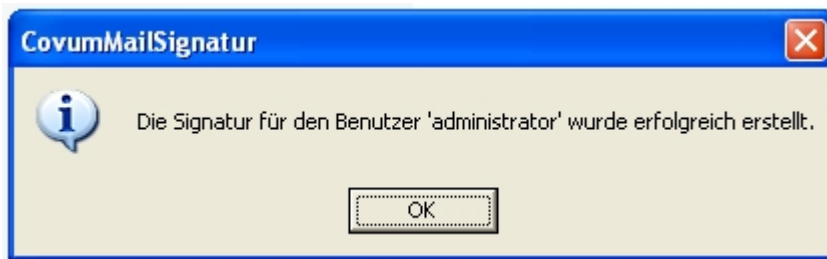 CovumMailSignatur
Die Signatur für den Benutzer 'administrator' wurde erfolgreich erstellt.
OK